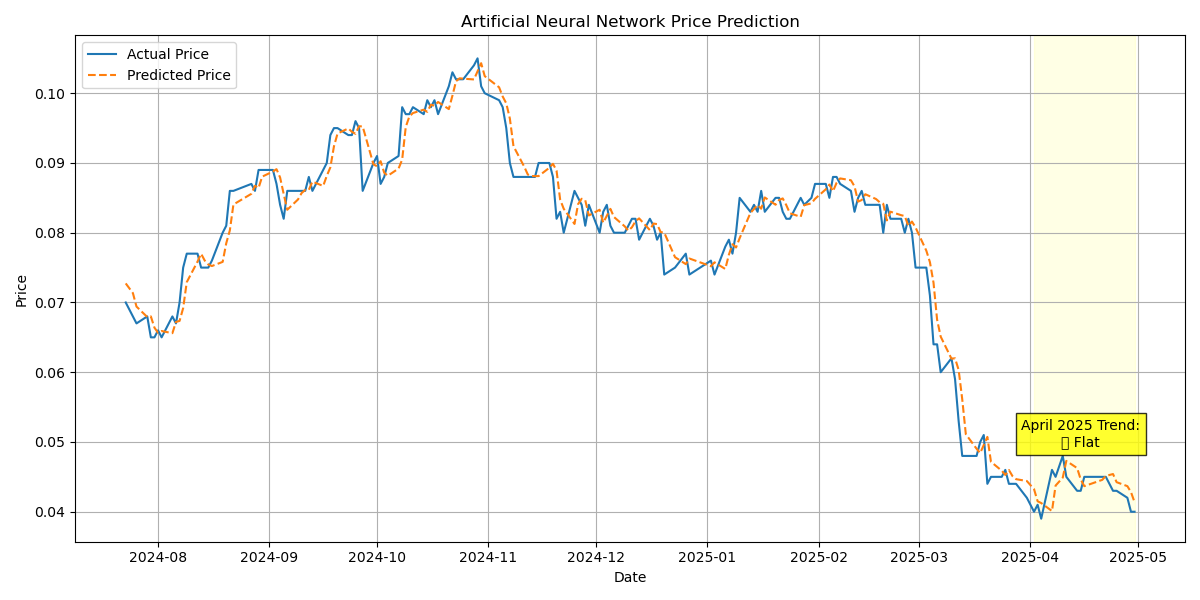 Artificial Neural Network Price Prediction
Actual Price
Predicted Price
Price
0.10
0.09
0.08
0.07
0.06
0.05
0.04
April 2025 Trend:
Flat
2024-08 2024-09 2024-10 2024-11 2024-12 2025-01 2025-02 2025-03 2025-04 2025-05
Date